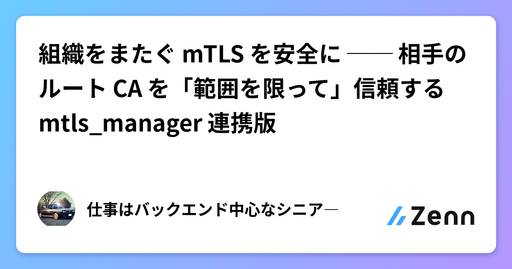 組織をまたぐ mTLS を安全に ─── 相手の
ルート CA を「範囲を限って」信頼する
mtls_manager 連携版
仕事はバックエンド中心なシニア―
Zenn